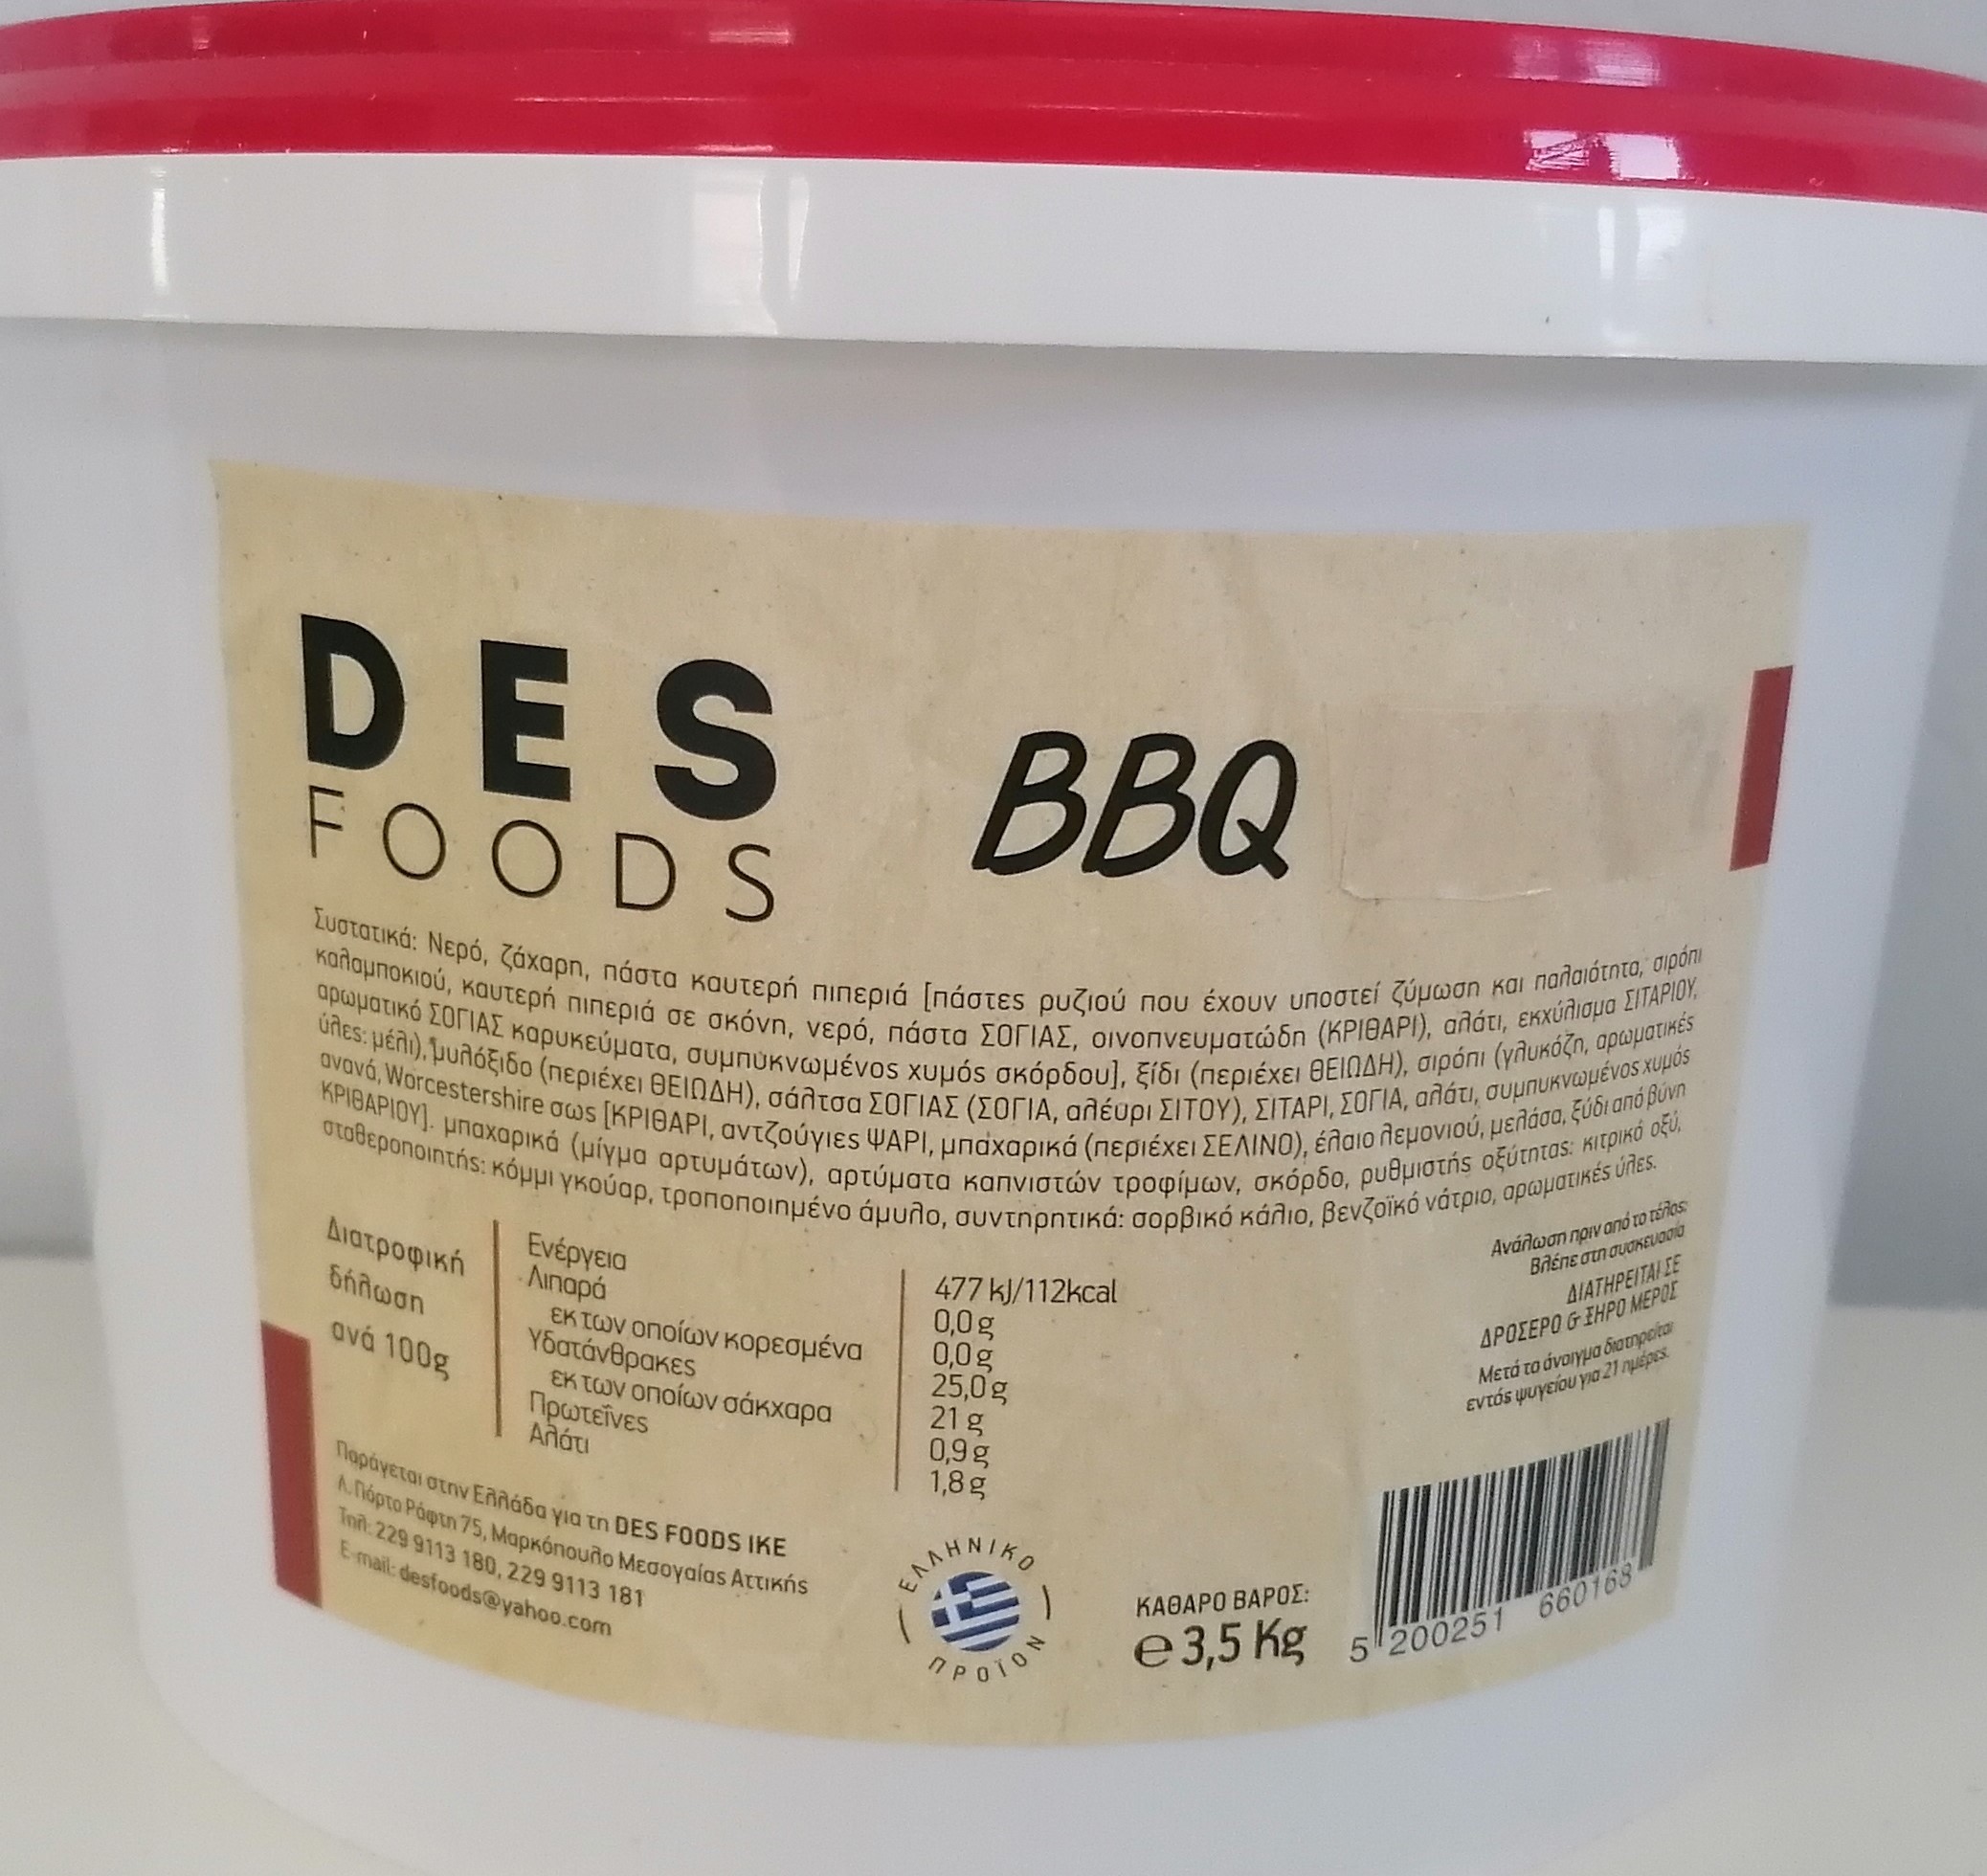 DES
FOODS
BBQ
Συστατικά: Νερό, ζάχαρη, πάστα καυτερή πιπεριά [πάστες ρυζιού που έχουν υποστεί ζύμωση και παλαιότητα, σιρόπι
καλαμποκιού, καυτερή πιπεριά σε σκόνη, νερό, πάστα ΣΟΓΙΑΣ, οινοπνευματώδη (ΚΡΙΘΑΡΙ), αλάτι, εκχύλισμα ΣΙΤΑΡΙΟΥ,
αρωματικό ΣΟΓΙΑΣ καρυκεύματα, συμπυκνωμένος χυμός σκόρδου], ξίδι (περιέχει ΘΕΙΩΔΗ), σιρόπι (γλυκόζη, αρωματικές
ύλες: μέλι), μυλόξιδο (περιέχει ΘΕΙΩΔΗ), σάλτσα ΣΟΓΙΑΣ (ΣΟΓΙΑ, αλέυρι ΣΙΤΟΥ), ΣΙΤΑΡΙ, ΣΟΓΙΑ, αλάτι, συμπυκνωμένος χυμός
ανανά, Worcestershire σως [ΚΡΙΘΑΡΙ, αντζούγιες ΨΑΡΙ, μπαχαρικά (περιέχει ΣΕΛΙΝΟ), έλαιο λεμονιού, μελάσα, ξύδι από βύνη
ΚΡΙΘΑΡΙΟΥ]. μπαχαρικά (μίγμα αρτυμάτων), αρτύματα καπνιστών τροφίμων, σκόρδο, ρυθμιστής οξύτητας: κιτρικό οξύ,
σταθεροποιητής: κόμμι γκούαρ, τροποποιημένο άμυλο, συντηρητικά: σορβικό κάλιο, βενζοϊκό νάτριο, αρωματικές ύλες.
Διατροφική
δήλωση
ανά 100g
Ενέργεια 477 kJ/112kcal
Λιπαρά 0,0 g
εκ των οποίων κορεσμένα 0,0 g
Υδατάνθρακες 25,0 g
εκ των οποίων σάκχαρα 21 g
Πρωτεΐνες 0,9 g
Αλάτι 1,8 g
Ανάλωση πριν από το τέλος:
Βλέπε στη συσκευασία
ΔΙΑΤΗΡΕΙΤΑΙ ΣΕ
ΔΡΟΣΕΡΟ & ΞΗΡΟ ΜΕΡΟΣ
Μετά το άνοιγμα διατηρείται
εντός ψυγείου για 21 ημέρες.
Παράγεται στην Ελλάδα για τη DES FOODS IKE
Λ. Πόρτο Ράφτη 75, Μαρκόπουλο Μεσογαίας Αττικής
Τηλ: 229 9113 180, 229 9113 181
E-mail: desfoods@yahoo.com
ΕΛΛΗΝΙΚΟ
ΠΡΟΪΟΝ
ΚΑΘΑΡΟ ΒΑΡΟΣ:
℮ 3,5 Kg
5 200251 660168